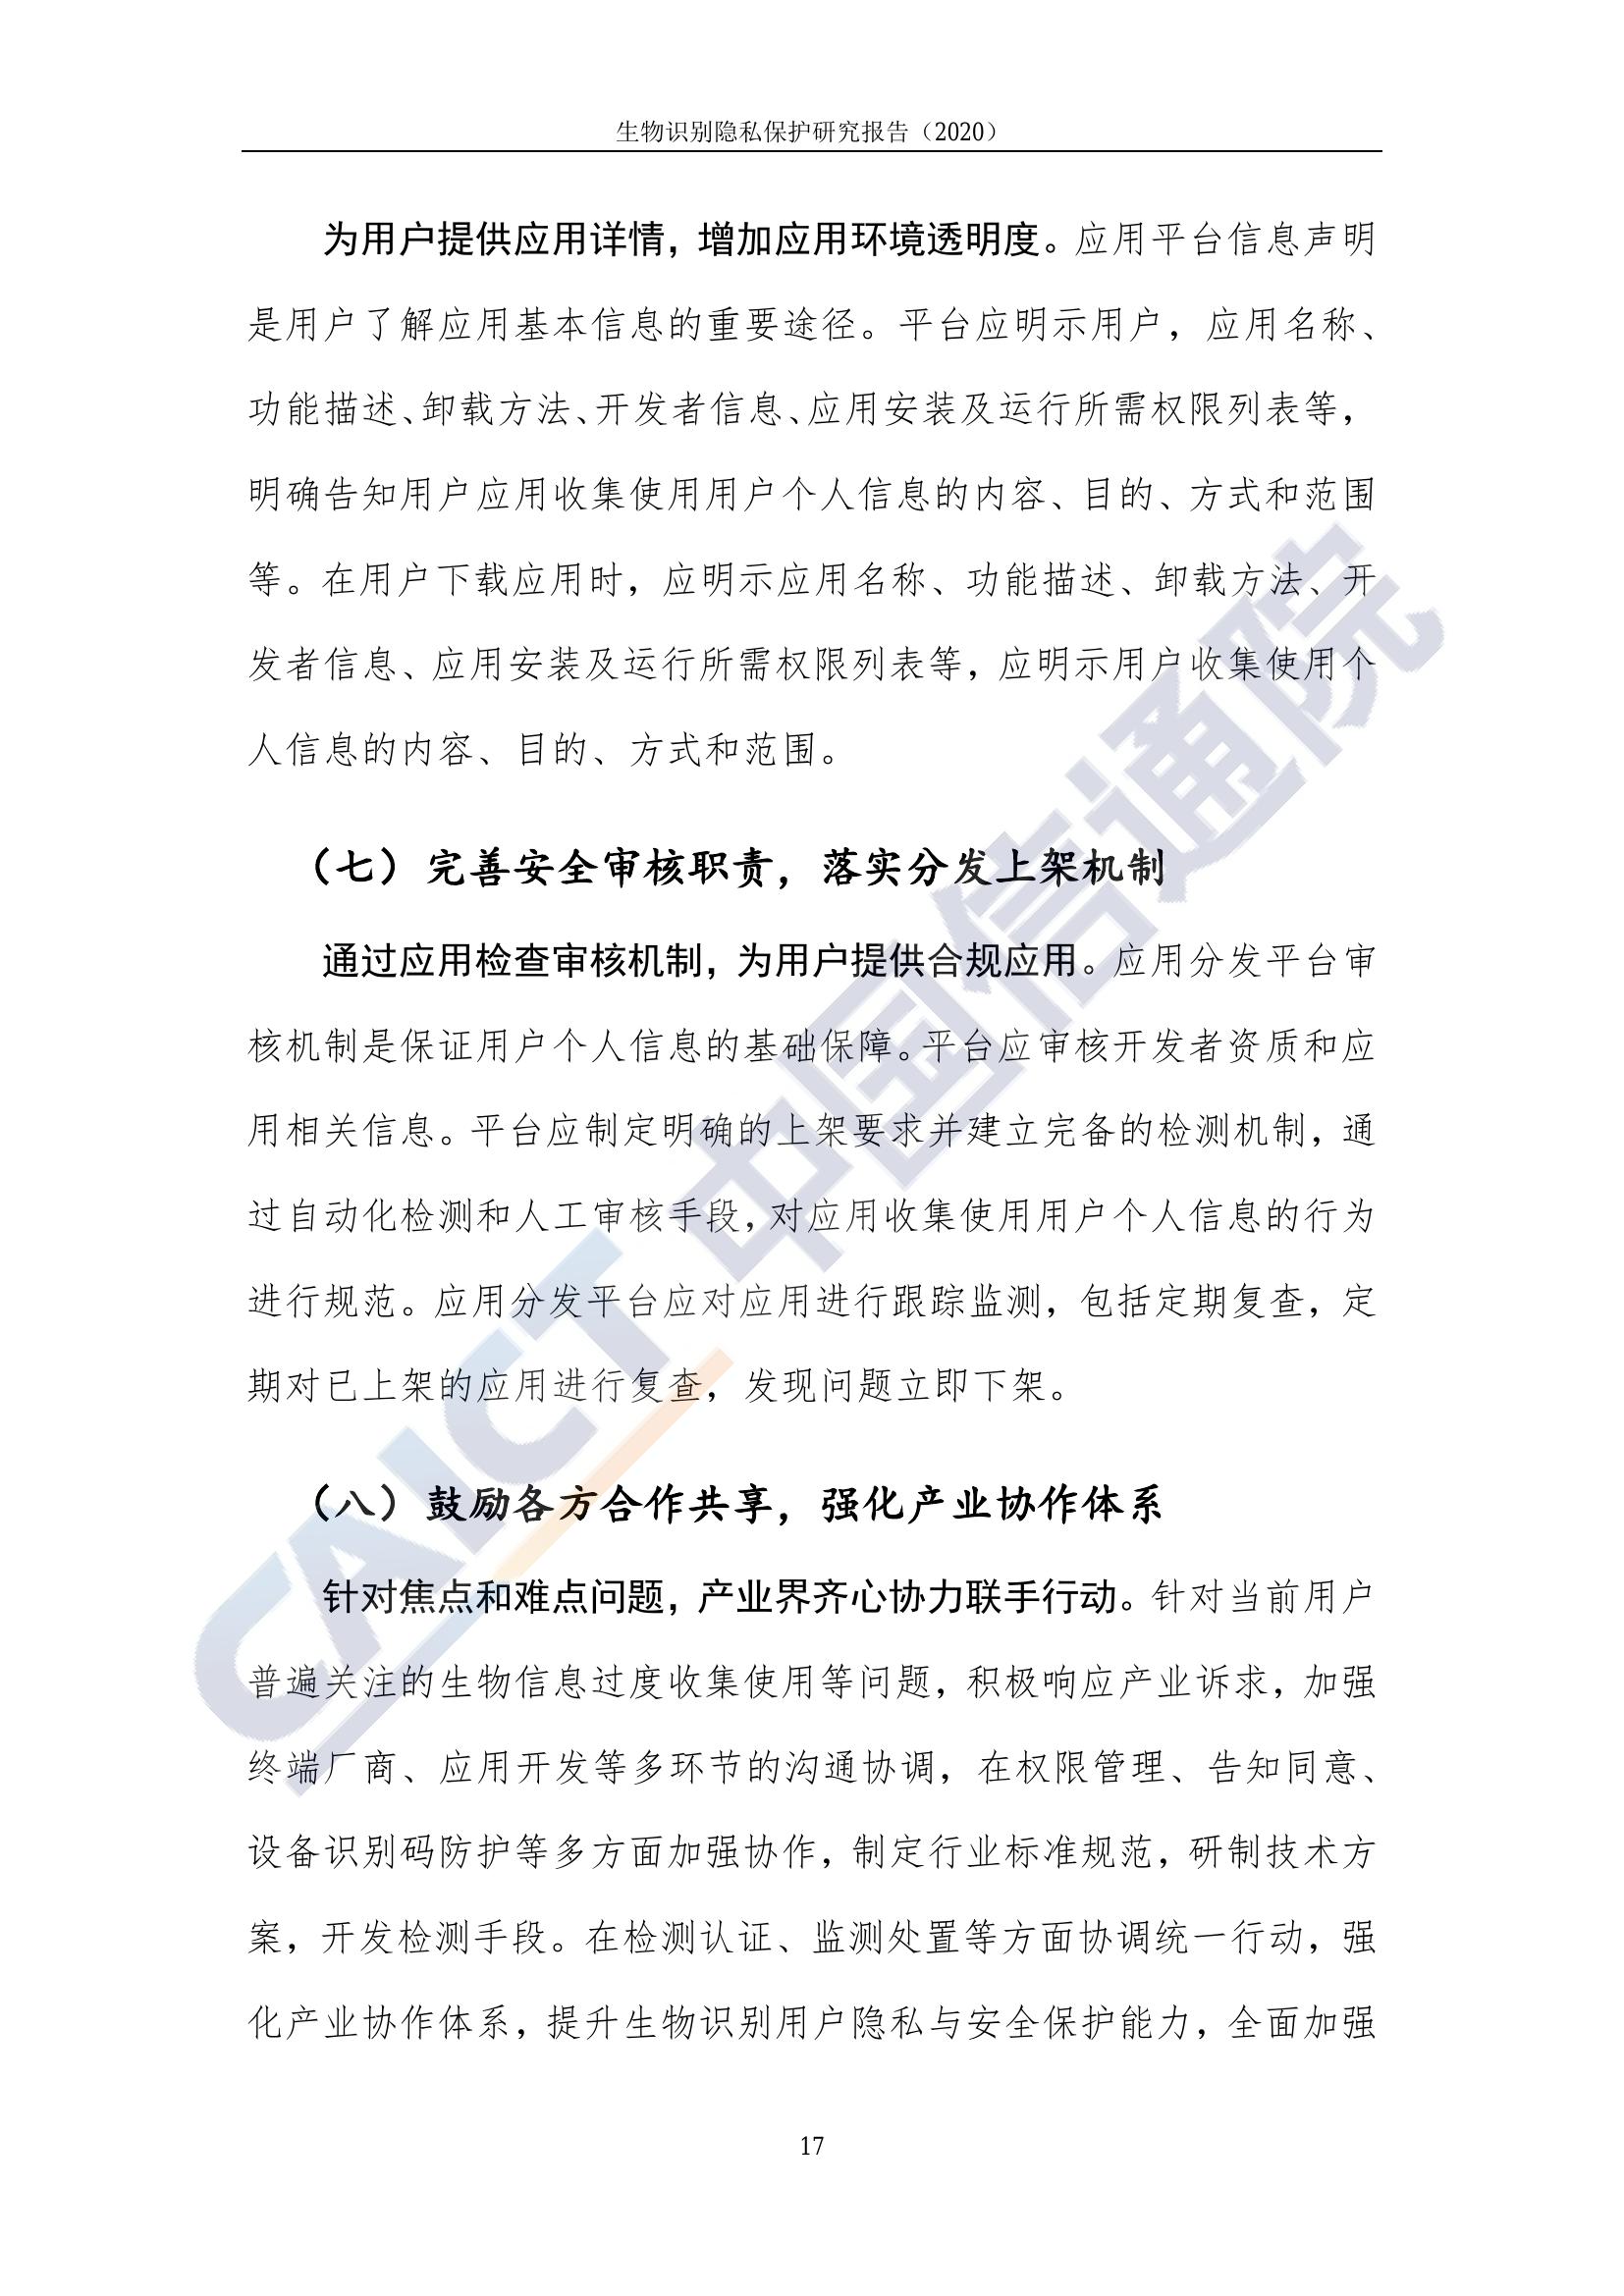 生物识别隐私保护研究报告（2020）
为用户提供应用详情，增加应用环境透明度。应用平台信息声明
是用户了解应用基本信息的重要途径。平台应明示用户，应用名称、
功能描述、卸载方法、开发者信息、应用安装及运行所需权限列表等，
明确告知用户应用收集使用用户个人信息的内容、目的、方式和范围
等。在用户下载应用时，应明示应用名称、功能描述、卸载方法、开
发者信息、应用安装及运行所需权限列表等，应明示用户收集使用个
人信息的内容、目的、方式和范围。
（七）完善安全审核职责，落实分发上架机制
通过应用检查审核机制，为用户提供合规应用。应用分发平台审
核机制是保证用户个人信息的基础保障。平台应审核开发者资质和应
用相关信息。平台应制定明确的上架要求并建立完备的检测机制，通
过自动化检测和人工审核手段，对应用收集使用用户个人信息的行为
进行规范。应用分发平台应对应用进行跟踪监测，包括定期复查，定
期对已上架的应用进行复查，发现问题立即下架。
（八）鼓励各方合作共享，强化产业协作体系
针对焦点和难点问题，产业界齐心协力联手行动。针对当前用户
普遍关注的生物信息过度收集使用等问题，积极响应产业诉求，加强
终端厂商、应用开发等多环节的沟通协调，在权限管理、告知同意、
设备识别码防护等多方面加强协作，制定行业标准规范，研制技术方
案，开发检测手段。在检测认证、监测处置等方面协调统一行动，强
化产业协作体系，提升生物识别用户隐私与安全保护能力，全面加强
17
CAICT 中国信通院